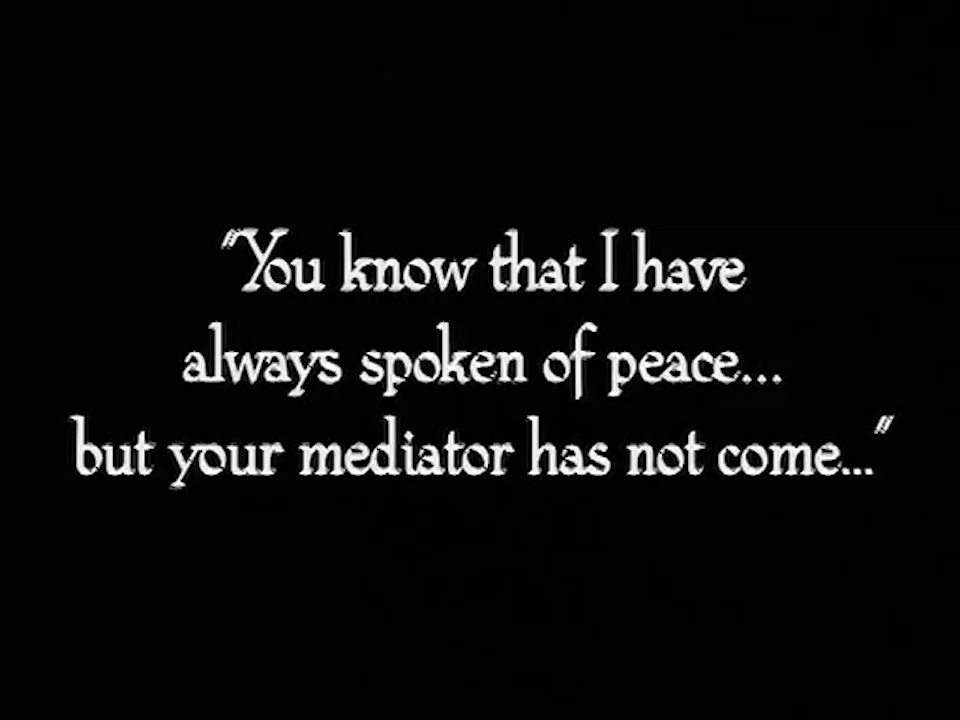 "You know that I have
always spoken of peace...
but your mediator has not come..."